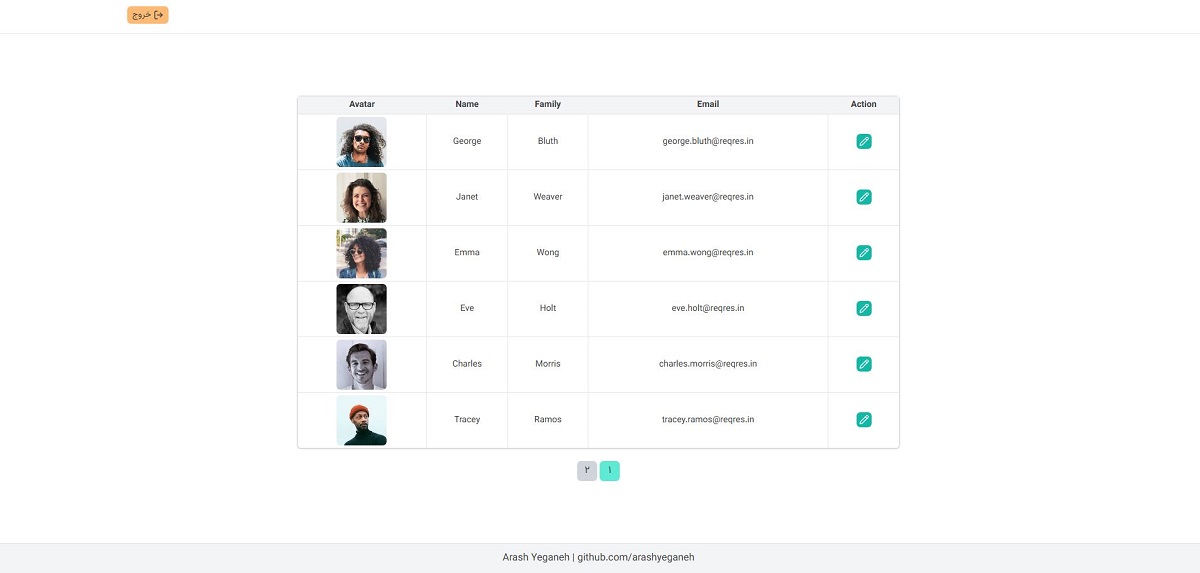 خروج
Avatar Name Family Email Action
George Bluth george.bluth@reqres.in
Janet Weaver janet.weaver@reqres.in
Emma Wong emma.wong@reqres.in
Eve Holt eve.holt@reqres.in
Charles Morris charles.morris@reqres.in
Tracey Ramos tracey.ramos@reqres.in
۱ ۲
Arash Yeganeh | github.com/arashyeganeh